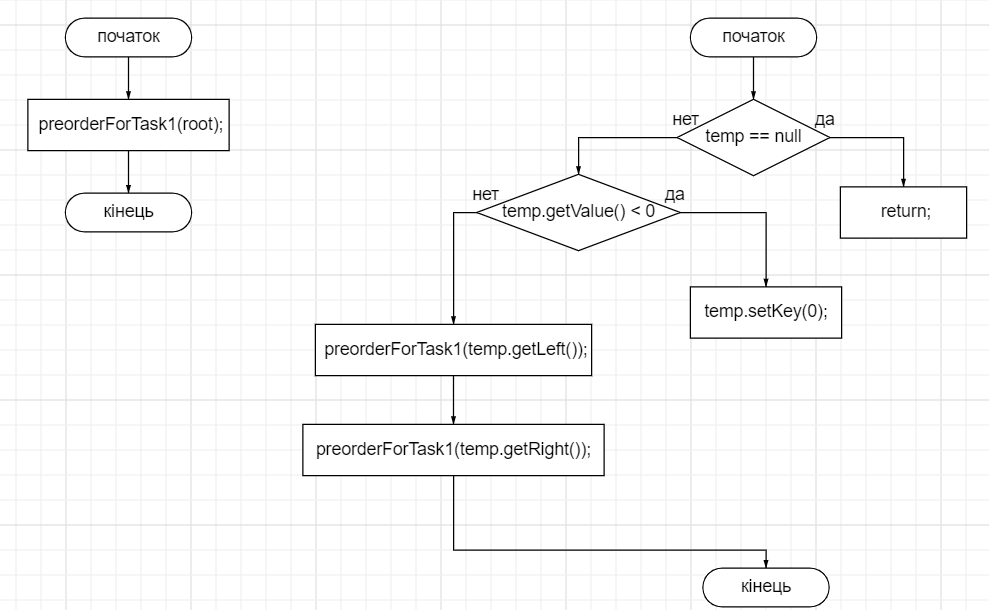 початок
preorderForTask1(root);
кінець
початок
нет
да
temp == null
return;
нет
да
temp.getValue() < 0
temp.setKey(0);
preorderForTask1(temp.getLeft());
preorderForTask1(temp.getRight());
кінець